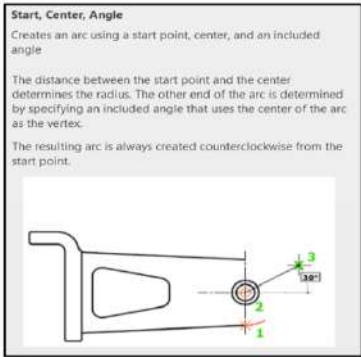 Start, Center, Angle
Creates an arc using a start point, center, and an included
angle
The distance between the start point and the center
determines the radius. The other end of the arc is determined
by specifying an included angle that uses the center of the arc
as the vertex.
The resulting arc is always created counterclockwise from the
start point.
3
30°
2
1